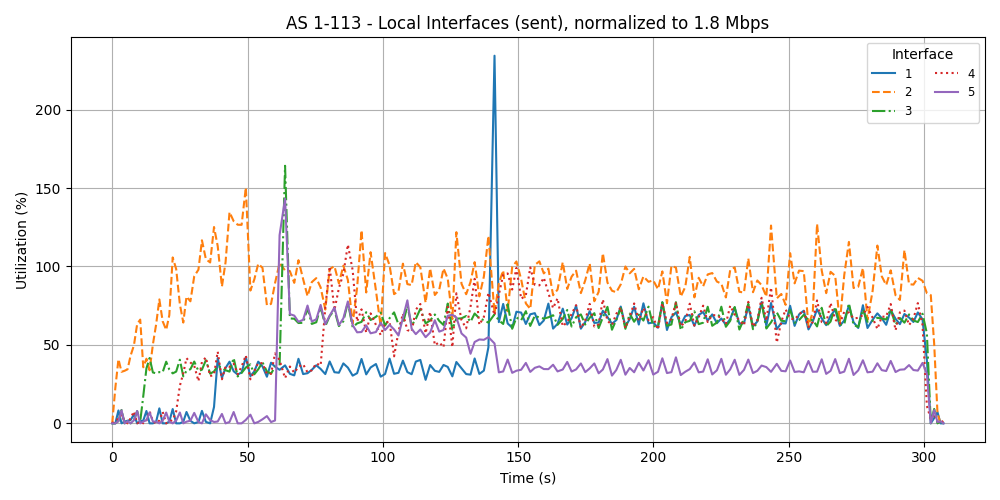 AS 1-113 - Local Interfaces (sent), normalized to 1.8 Mbps
Interface
1
2
3
4
5
Utilization (%)
200
150
100
50
0
0 50 100 150 200 250 300
Time (s)